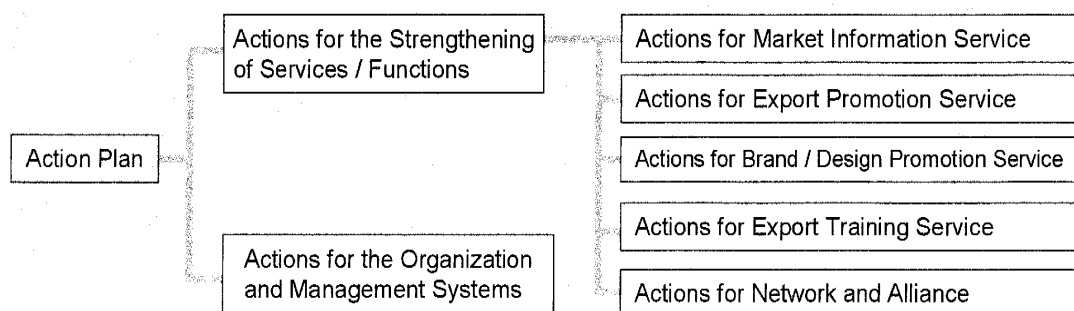 Action Plan
Actions for the Strengthening
of Services / Functions
Actions for the Organization
and Management Systems
Actions for Market Information Service
Actions for Export Promotion Service
Actions for Brand / Design Promotion Service
Actions for Export Training Service
Actions for Network and Alliance